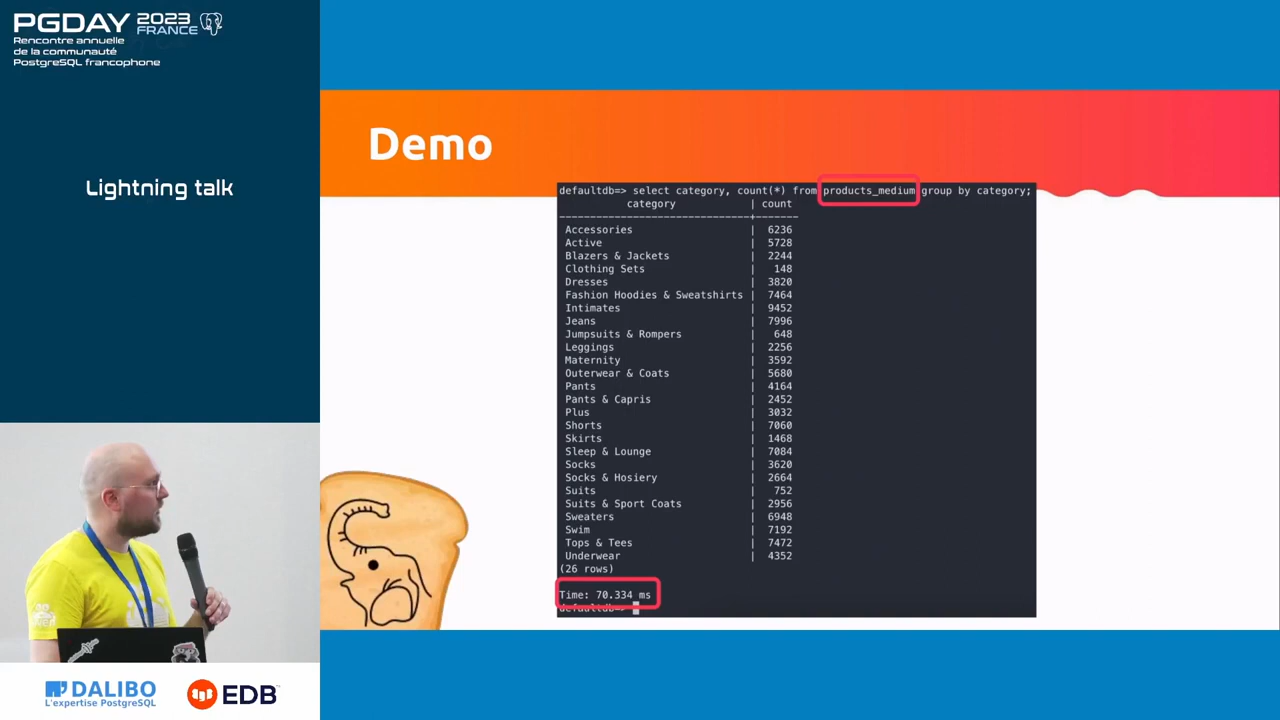 PGDAY 2023 FRANCE
Rencontre annuelle
de la communauté
PostgreSQL francophone
Lightning talk
Demo
defaultdb=> select category, count(*) from products_medium group by category;
category | count
-------------------------------+-------
Accessories | 6236
Active | 5728
Blazers & Jackets | 2244
Clothing Sets | 148
Dresses | 3820
Fashion Hoodies & Sweatshirts | 7464
Intimates | 9452
Jeans | 7996
Jumpsuits & Rompers | 648
Leggings | 2256
Maternity | 3592
Outerwear & Coats | 5680
Pants | 4164
Pants & Capris | 2452
Plus | 3032
Shorts | 7060
Skirts | 1468
Sleep & Lounge | 7084
Socks | 3620
Socks & Hosiery | 2664
Suits | 752
Suits & Sport Coats | 2956
Sweaters | 6948
Swim | 7192
Tops & Tees | 7472
Underwear | 4352
(26 rows)
Time: 70.334 ms
defaultdb=>
DALIBO
L'expertise PostgreSQL
EDB